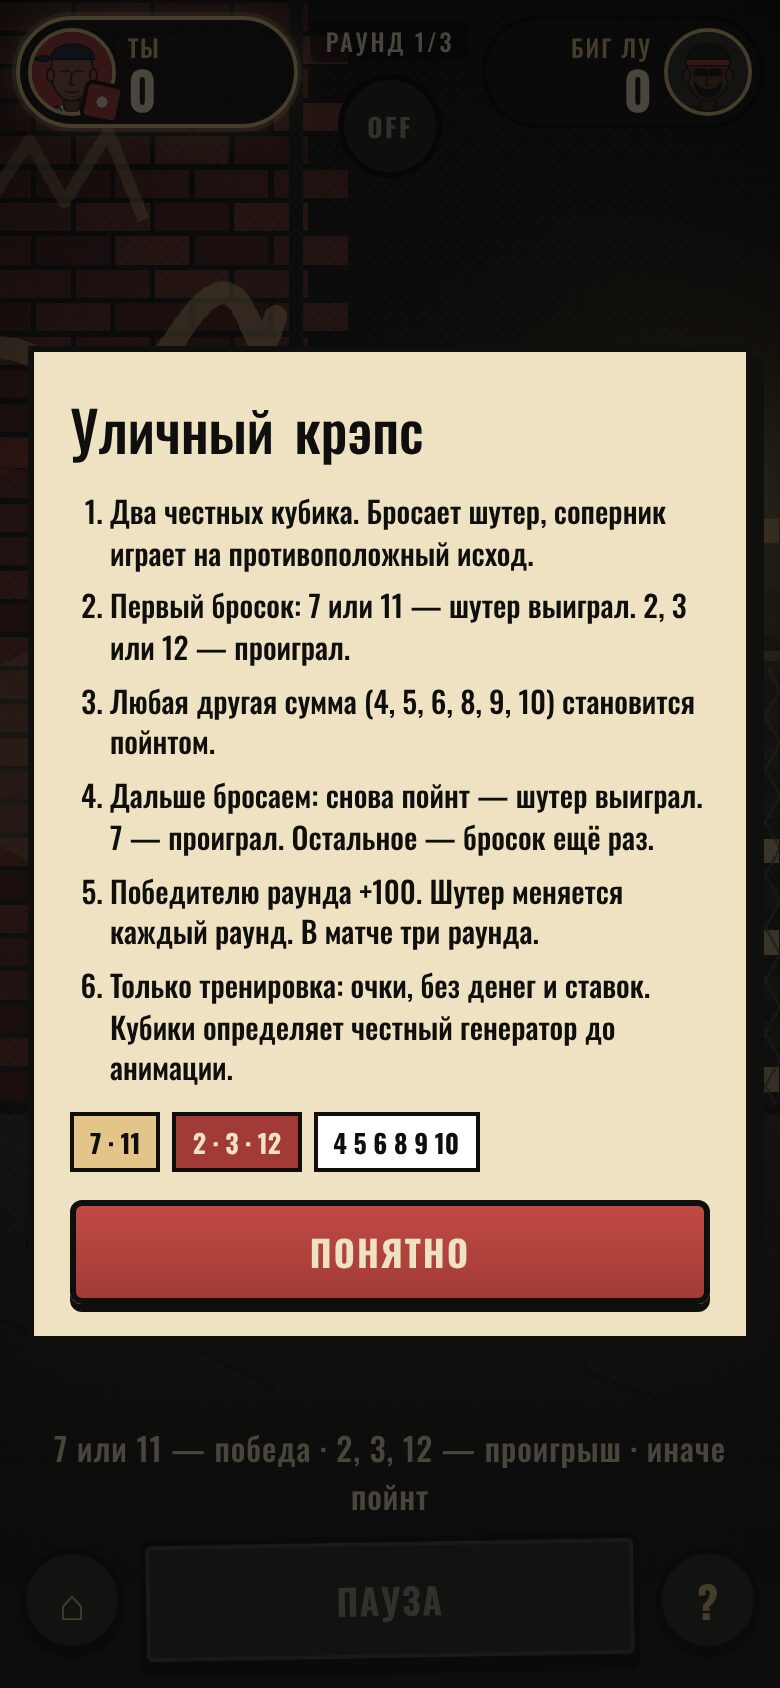 ТЫ
0
РАУНД 1/3
OFF
БИГ ЛУ
0
Уличный крэпс
1. Два честных кубика. Бросает шутер, соперник
играет на противоположный исход.
2. Первый бросок: 7 или 11 — шутер выиграл. 2, 3
или 12 — проиграл.
3. Любая другая сумма (4, 5, 6, 8, 9, 10) становится
пойнтом.
4. Дальше бросаем: снова пойнт — шутер выиграл.
7 — проиграл. Остальное — бросок ещё раз.
5. Победителю раунда +100. Шутер меняется
каждый раунд. В матче три раунда.
6. Только тренировка: очки, без денег и ставок.
Кубики определяет честный генератор до
анимации.
7 · 11
2 · 3 · 12
4 5 6 8 9 10
ПОНЯТНО
7 или 11 — победа · 2, 3, 12 — проигрыш · иначе
пойнт
ПАУЗА
?